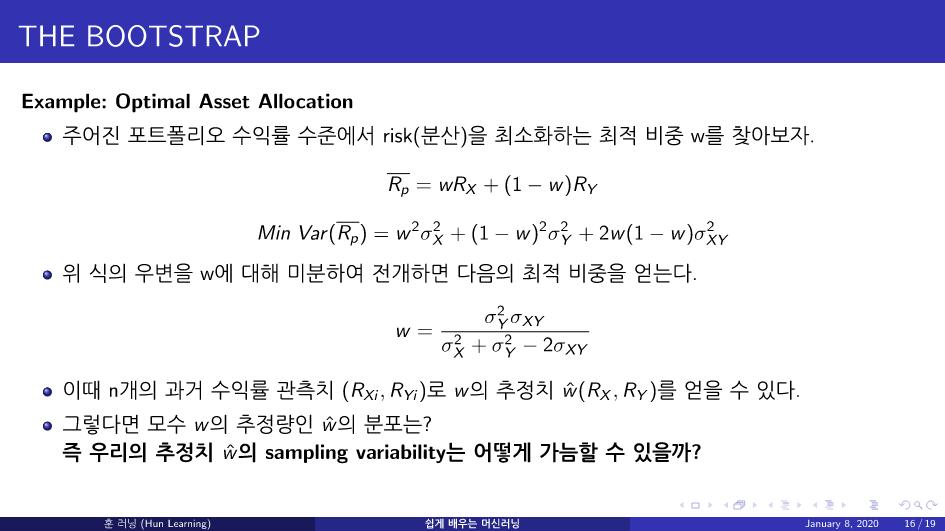 THE BOOTSTRAP
Example: Optimal Asset Allocation
주어진 포트폴리오 수익률 수준에서 risk(분산)을 최소화하는 최적 비중 w를 찾아보자.
$\overline{R_p} = wR_X + (1 - w)R_Y$
$Min\ Var(\overline{R_p}) = w^2\sigma_X^2 + (1 - w)^2\sigma_Y^2 + 2w(1 - w)\sigma_{XY}^2$
위 식의 우변을 w에 대해 미분하여 전개하면 다음의 최적 비중을 얻는다.
$w = \frac{\sigma_Y^2\sigma_{XY}}{\sigma_X^2 + \sigma_Y^2 - 2\sigma_{XY}}$
이때 n개의 과거 수익률 관측치 $(R_{Xi}, R_{Yi})$로 $w$의 추정치 $\hat{w}(R_X, R_Y)$를 얻을 수 있다.
그렇다면 모수 $w$의 추정량인 $\hat{w}$의 분포는?
즉 우리의 추정치 $\hat{w}$의 sampling variability는 어떻게 가늠할 수 있을까?
훈 러닝 (Hun Learning) 쉽게 배우는 머신러닝 January 8, 2020 16 / 19